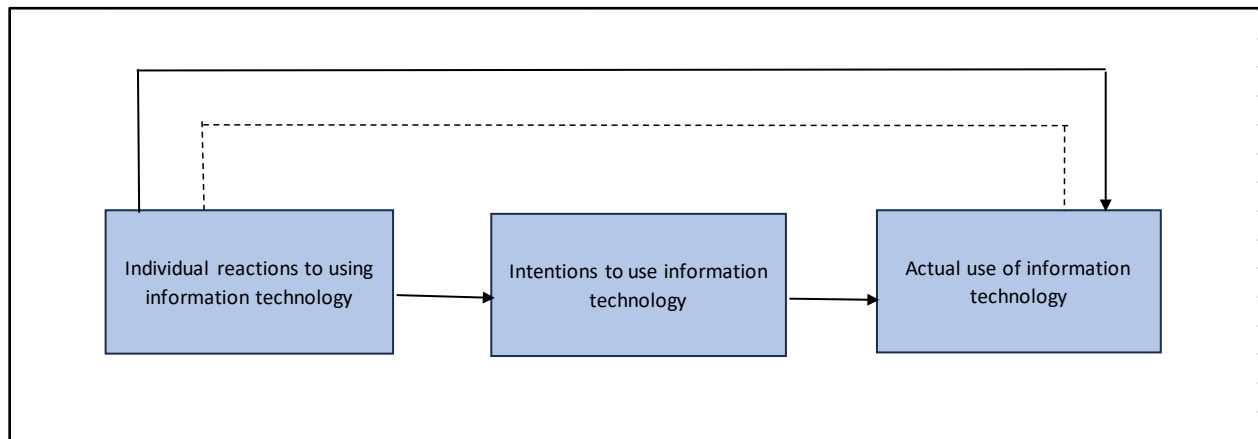 Individual reactions to using
information technology
Intentions to use information
technology
Actual use of information
technology